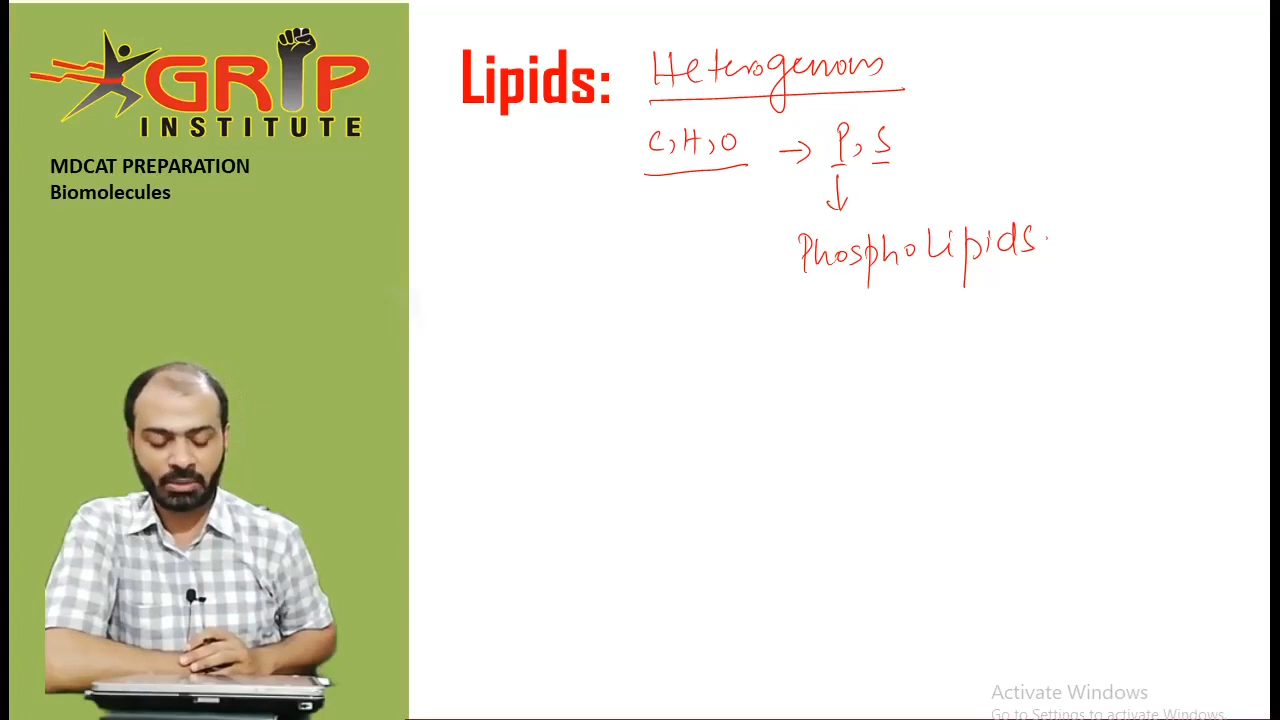 GRIP
INSTITUTE
MDCAT PREPARATION
Biomolecules
Lipids: Heterogenous
C, H, O → P, S
↓
Phospholipids.
Activate Windows
Go to Settings to activate Windows.